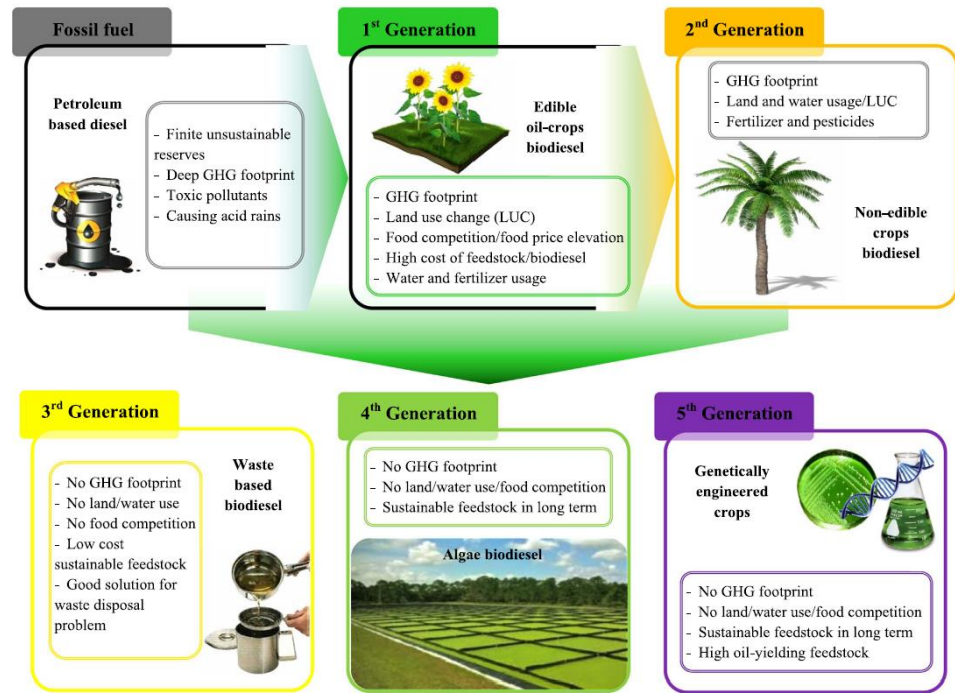 Fossil fuel
Petroleum
based diesel
- Finite unsustainable
reserves
- Deep GHG footprint
- Toxic pollutants
- Causing acid rains
1st Generation
Edible
oil-crops
biodiesel
- GHG footprint
- Land use change (LUC)
- Food competition/food price elevation
- High cost of feedstock/biodiesel
- Water and fertilizer usage
2nd Generation
- GHG footprint
- Land and water usage/LUC
- Fertilizer and pesticides
Non-edible
crops
biodiesel
3rd Generation
- No GHG footprint
- No land/water use
- No food competition
- Low cost
sustainable feedstock
- Good solution for
waste disposal
problem
Waste
based
biodiesel
4th Generation
- No GHG footprint
- No land/water use/food competition
- Sustainable feedstock in long term
Algae biodiesel
5th Generation
Genetically
engineered
crops
- No GHG footprint
- No land/water use/food competition
- Sustainable feedstock in long term
- High oil-yielding feedstock